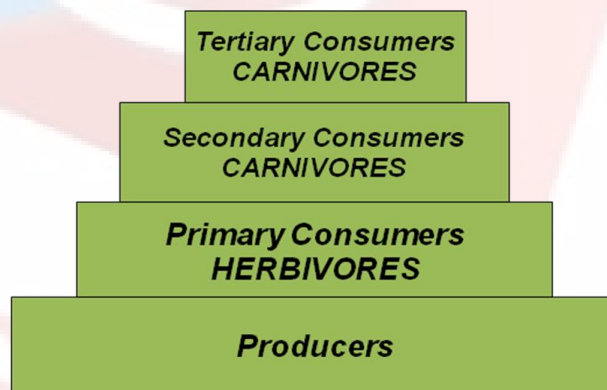 Tertiary Consumers
CARNIVORES
Secondary Consumers
CARNIVORES
Primary Consumers
HERBIVORES
Producers